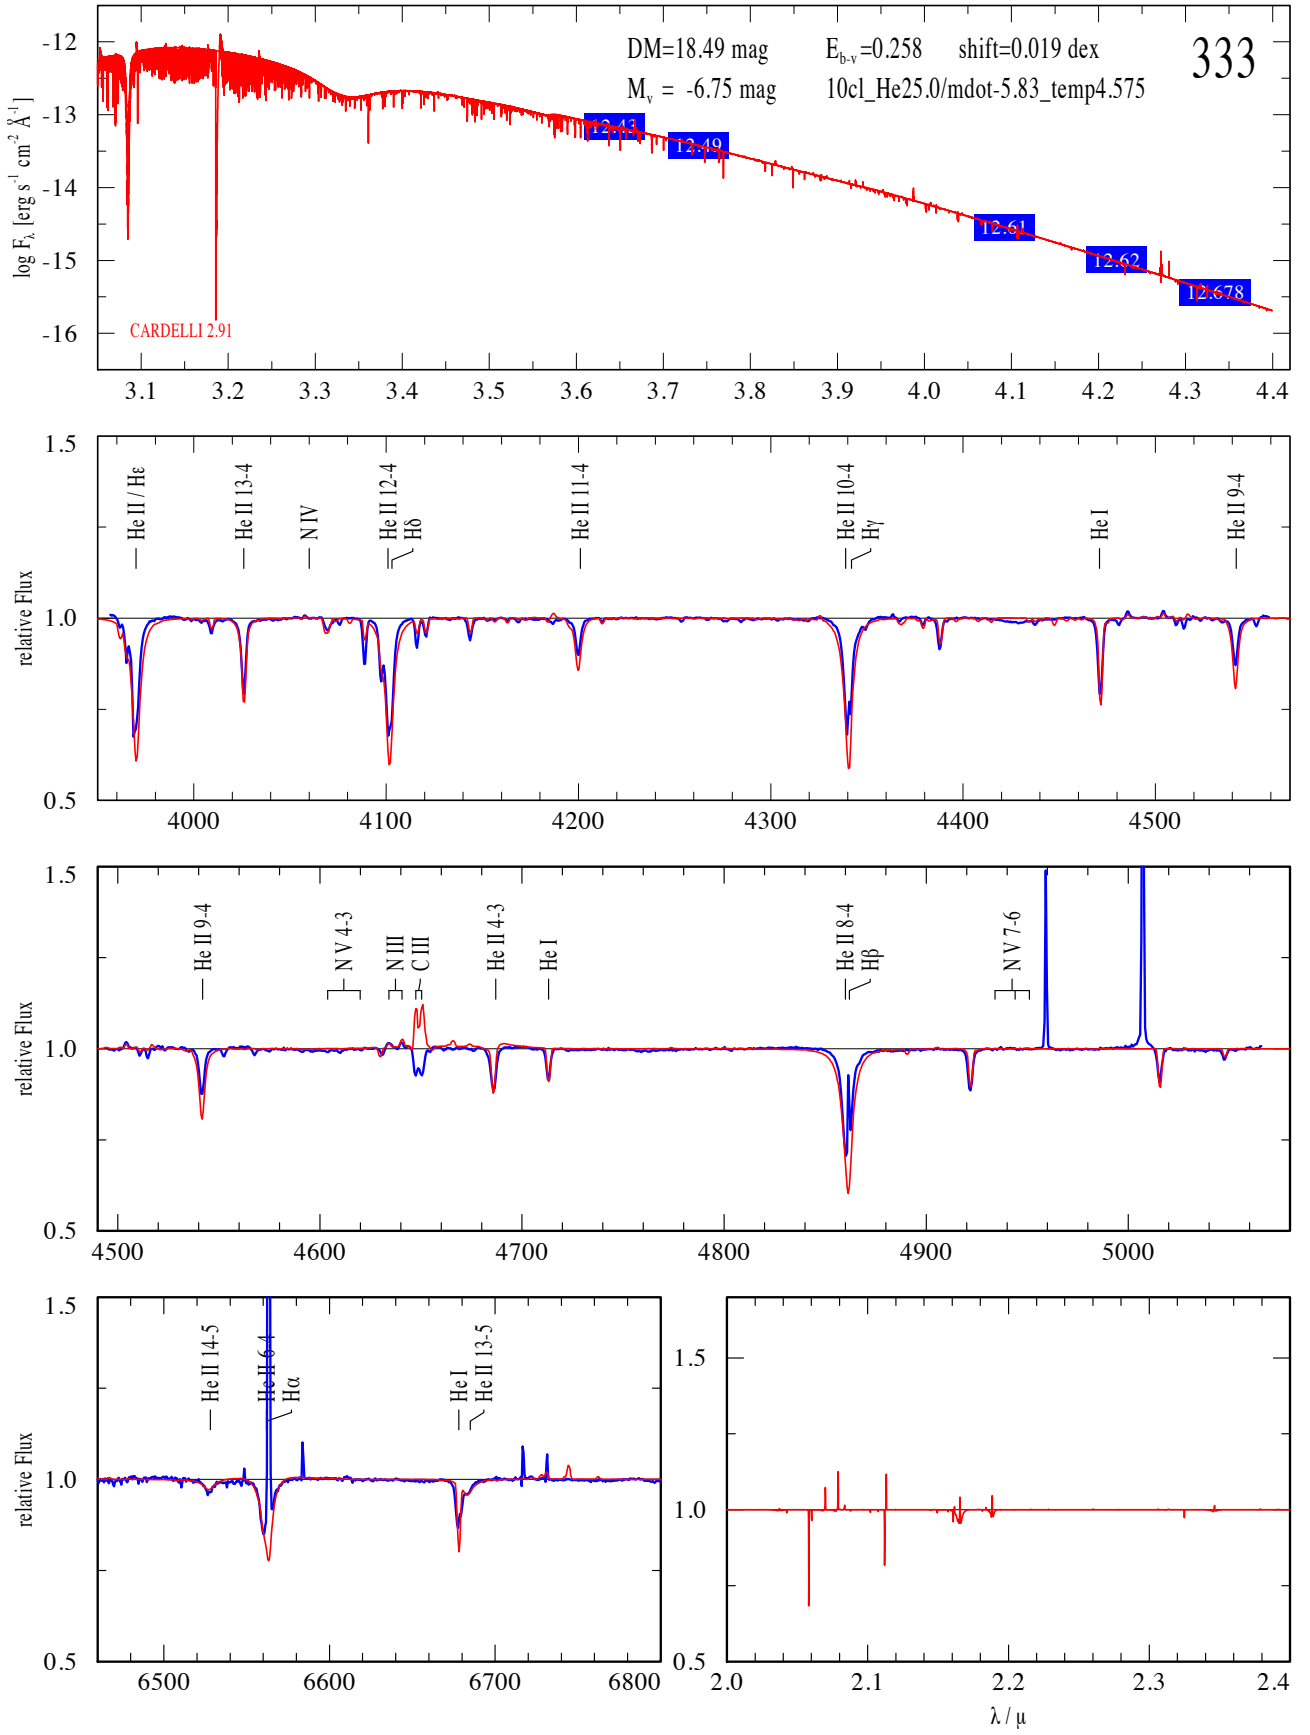 DM=18.49 mag E_b-v=0.258 shift=0.019 dex 333
M_v = -6.75 mag 10cl_He25.0/mdot-5.83_temp4.575
log F_λ [erg s⁻¹ cm⁻² Å⁻¹]
-12
-13
-14
-15
-16
12.43
12.49
12.61
12.62
12.678
CARDELLI 2.91
3.1 3.2 3.3 3.4 3.5 3.6 3.7 3.8 3.9 4.0 4.1 4.2 4.3 4.4
relative Flux
1.5
1.0
0.5
He II / Hε
He II 13-4
N IV
He II 12-4
Hδ
He II 11-4
He II 10-4
Hγ
He I
He II 9-4
4000 4100 4200 4300 4400 4500
relative Flux
1.5
1.0
0.5
He II 9-4
N V 4-3
N III
C III
He II 4-3
He I
He II 8-4
Hβ
N V 7-6
4500 4600 4700 4800 4900 5000
relative Flux
1.5
1.0
0.5
He II 14-5
He II 6-4
Hα
He I
He II 13-5
6500 6600 6700 6800
1.5
1.0
0.5
2.0 2.1 2.2 2.3 2.4
λ / μ